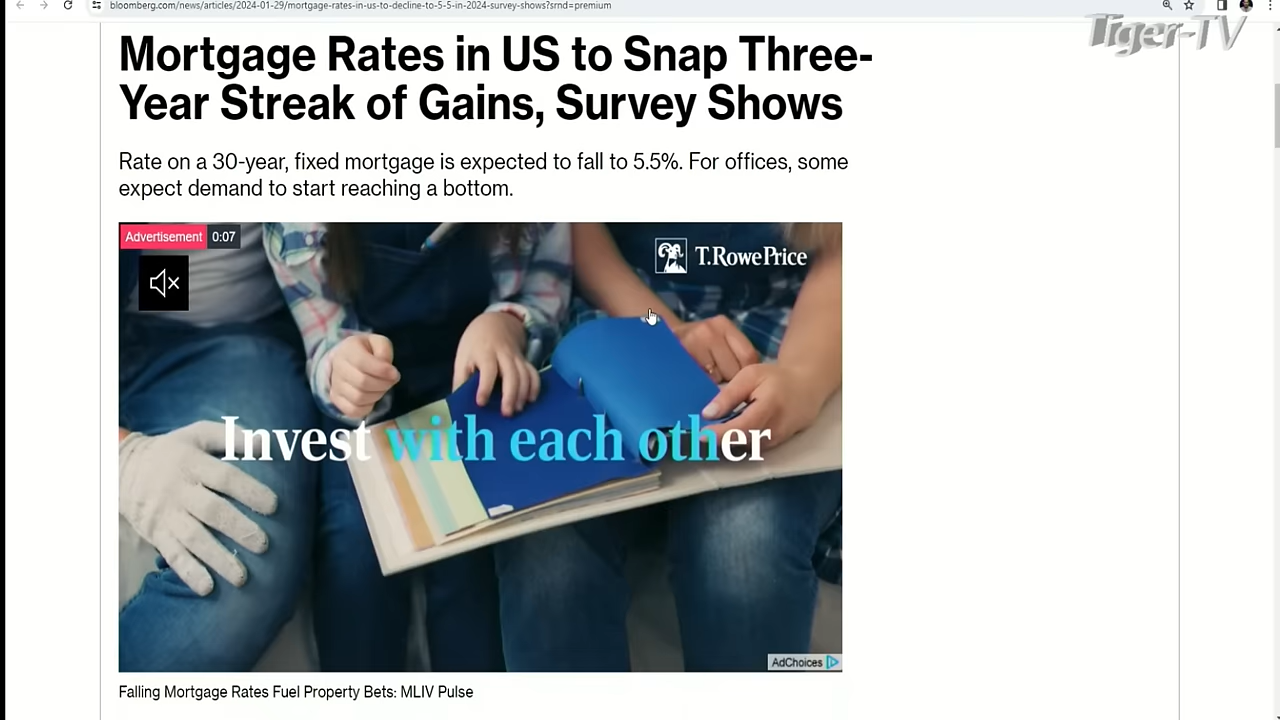 bloomberg.com/news/articles/2024-01-29/mortgage-rates-in-us-to-decline-to-5-5-in-2024-survey-shows?srnd=premium
Tiger-TV
Mortgage Rates in US to Snap Three-
Year Streak of Gains, Survey Shows
Rate on a 30-year, fixed mortgage is expected to fall to 5.5%. For offices, some
expect demand to start reaching a bottom.
Advertisement 0:07
T.RowePrice
Invest with each other
AdChoices
Falling Mortgage Rates Fuel Property Bets: MLIV Pulse